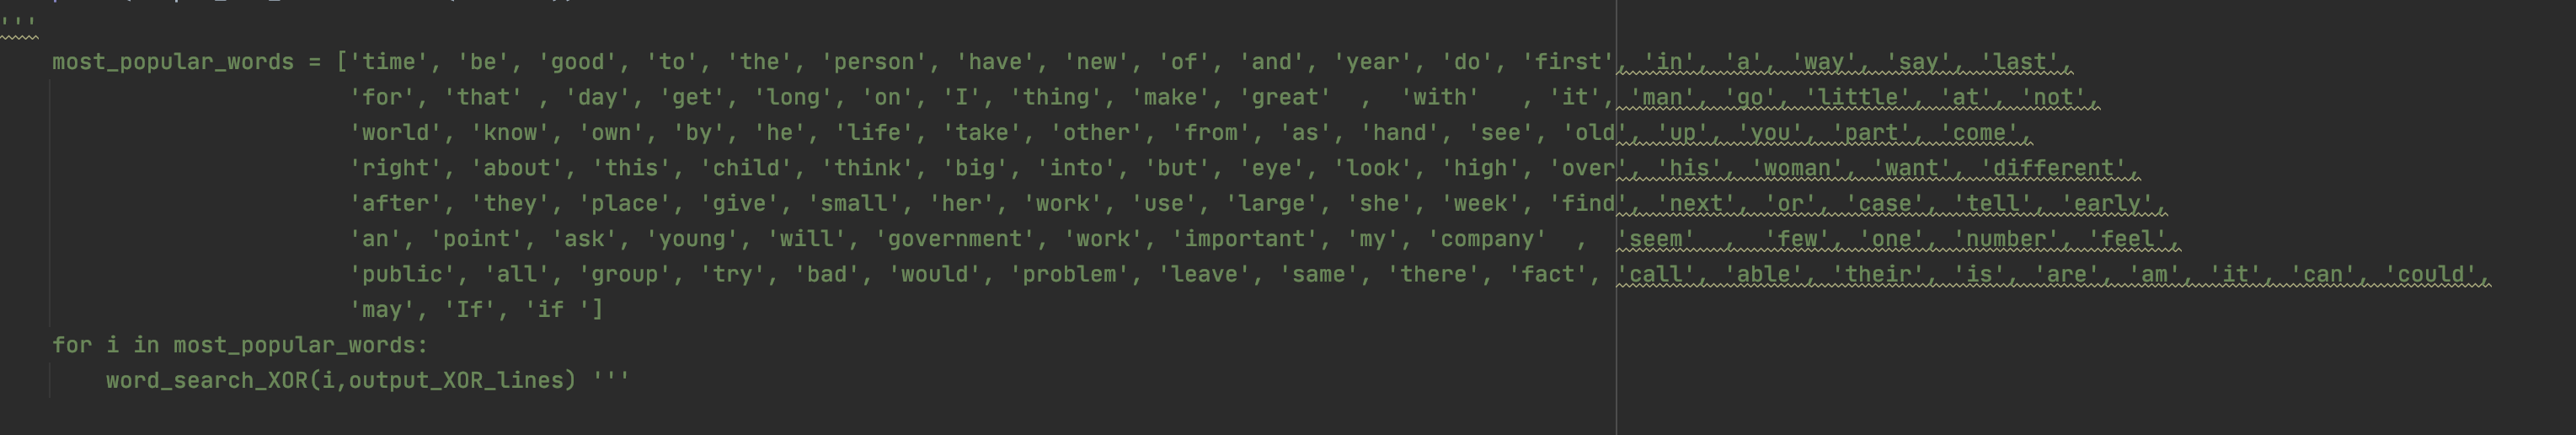 '''
    most_popular_words = ['time', 'be', 'good', 'to', 'the', 'person', 'have', 'new', 'of', 'and', 'year', 'do', 'first', 'in', 'a', 'way', 'say', 'last',
                          'for', 'that' , 'day', 'get', 'long', 'on', 'I', 'thing', 'make', 'great'  ,  'with'   , 'it', 'man', 'go', 'little', 'at', 'not',
                          'world', 'know', 'own', 'by', 'he', 'life', 'take', 'other', 'from', 'as', 'hand', 'see', 'old', 'up', 'you', 'part', 'come',
                          'right', 'about', 'this', 'child', 'think', 'big', 'into', 'but', 'eye', 'look', 'high', 'over', 'his', 'woman', 'want', 'different',
                          'after', 'they', 'place', 'give', 'small', 'her', 'work', 'use', 'large', 'she', 'week', 'find', 'next', 'or', 'case', 'tell', 'early',
                          'an', 'point', 'ask', 'young', 'will', 'government', 'work', 'important', 'my', 'company'  ,  'seem'  ,  'few', 'one', 'number', 'feel',
                          'public', 'all', 'group', 'try', 'bad', 'would', 'problem', 'leave', 'same', 'there', 'fact', 'call', 'able', 'their', 'is', 'are', 'am', 'it', 'can', 'could',
                          'may', 'If', 'if ']
    for i in most_popular_words:
        word_search_XOR(i,output_XOR_lines) '''